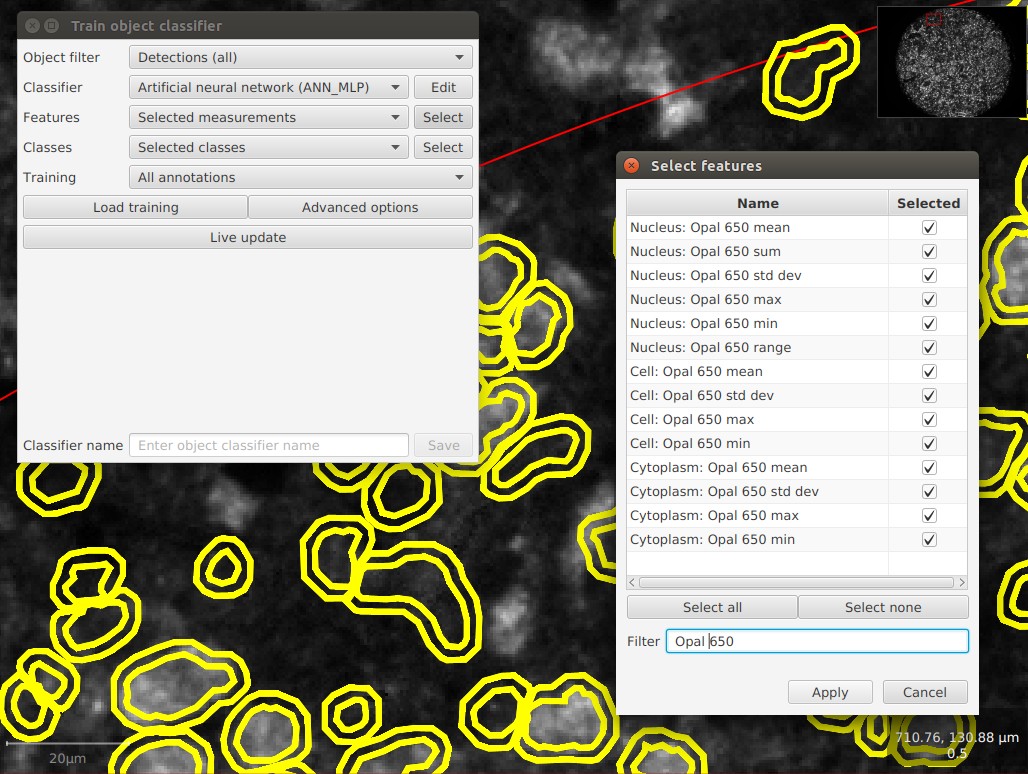 Train object classifier
Object filter Detections (all)
Classifier Artificial neural network (ANN_MLP) Edit
Features Selected measurements Select
Classes Selected classes Select
Training All annotations
Load training Advanced options
Live update
Classifier name Enter object classifier name Save
Select features
Name Selected
Nucleus: Opal 650 mean
Nucleus: Opal 650 sum
Nucleus: Opal 650 std dev
Nucleus: Opal 650 max
Nucleus: Opal 650 min
Nucleus: Opal 650 range
Cell: Opal 650 mean
Cell: Opal 650 std dev
Cell: Opal 650 max
Cell: Opal 650 min
Cytoplasm: Opal 650 mean
Cytoplasm: Opal 650 std dev
Cytoplasm: Opal 650 max
Cytoplasm: Opal 650 min
Select all Select none
Filter Opal 650
Apply Cancel
20μm
710.76, 130.88 μm
0.5